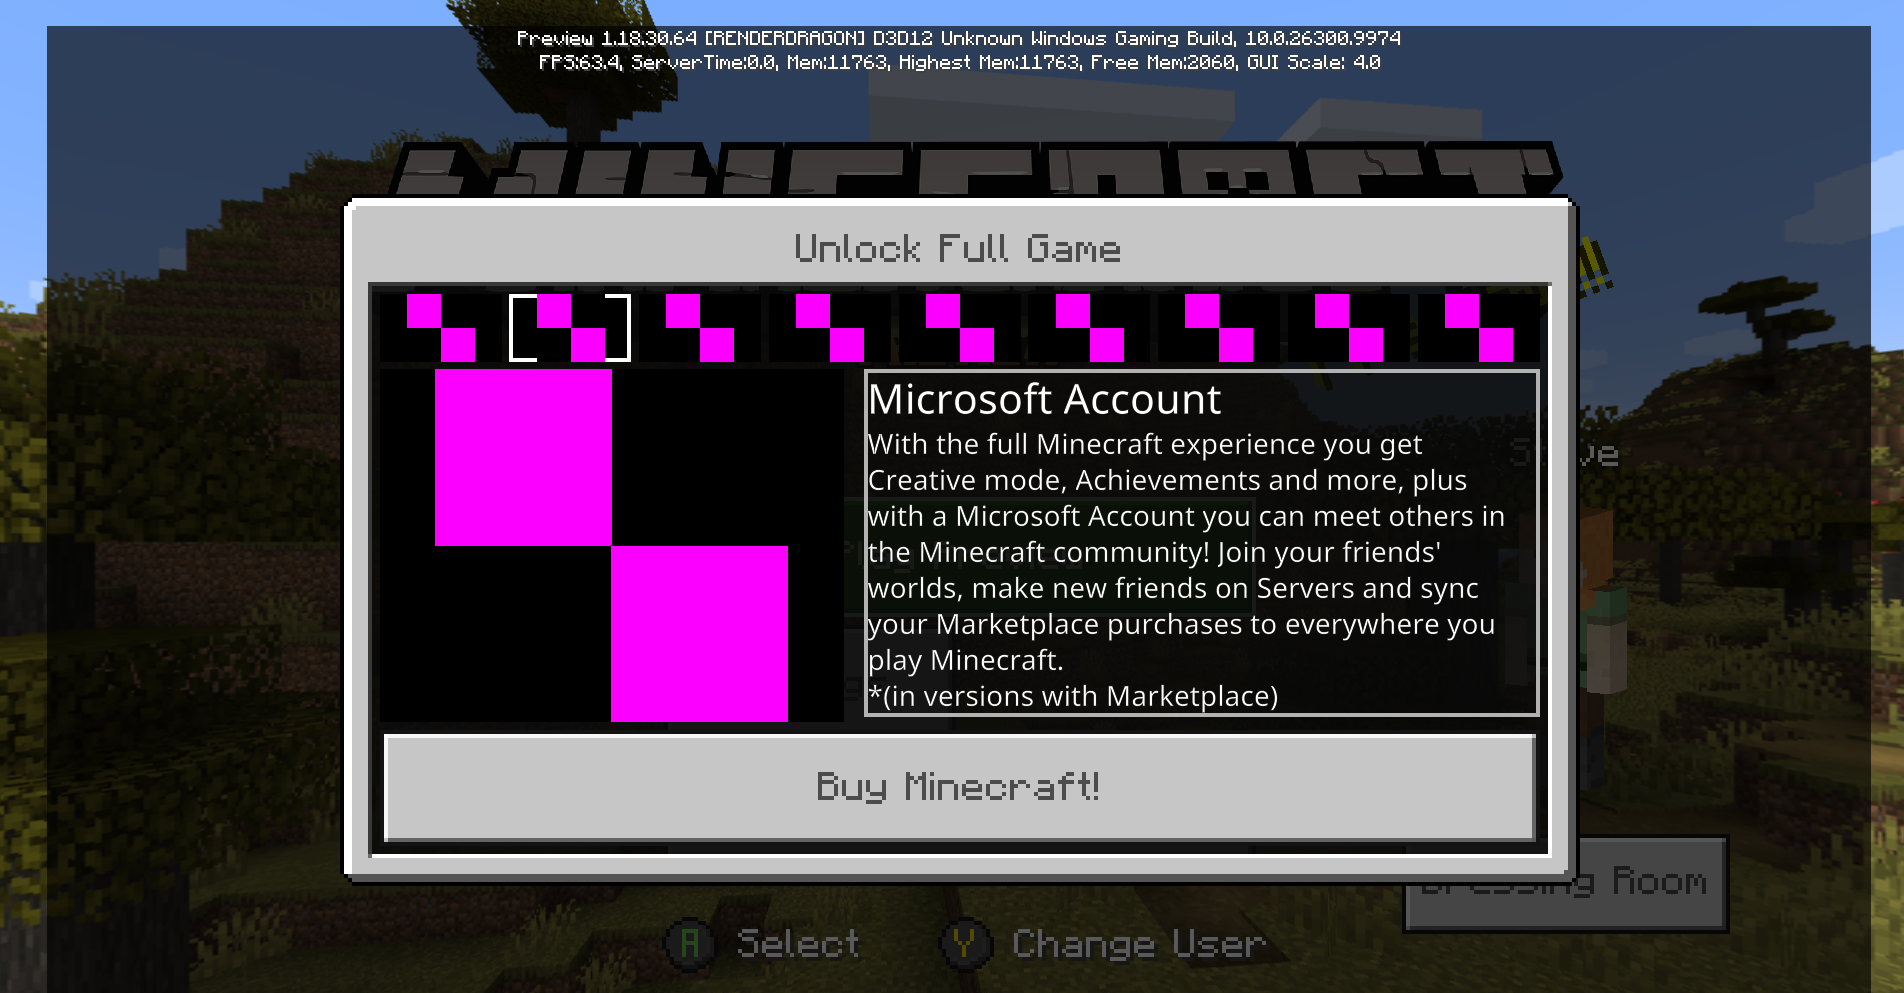 Preview 1.18.30.64 [RENDERDRAGON] D3D12 Unknown Windows Gaming Build, 10.0.26300.9974
FPS:63.4, ServerTime:0.0, Mem:11763, Highest Mem:11763, Free Mem:2060, GUI Scale: 4.0
Unlock Full Game
Microsoft Account
With the full Minecraft experience you get
Creative mode, Achievements and more, plus
with a Microsoft Account you can meet others in
the Minecraft community! Join your friends'
worlds, make new friends on Servers and sync
your Marketplace purchases to everywhere you
play Minecraft.
*(in versions with Marketplace)
Buy Minecraft!
Dressing Room
A Select
Y Change User